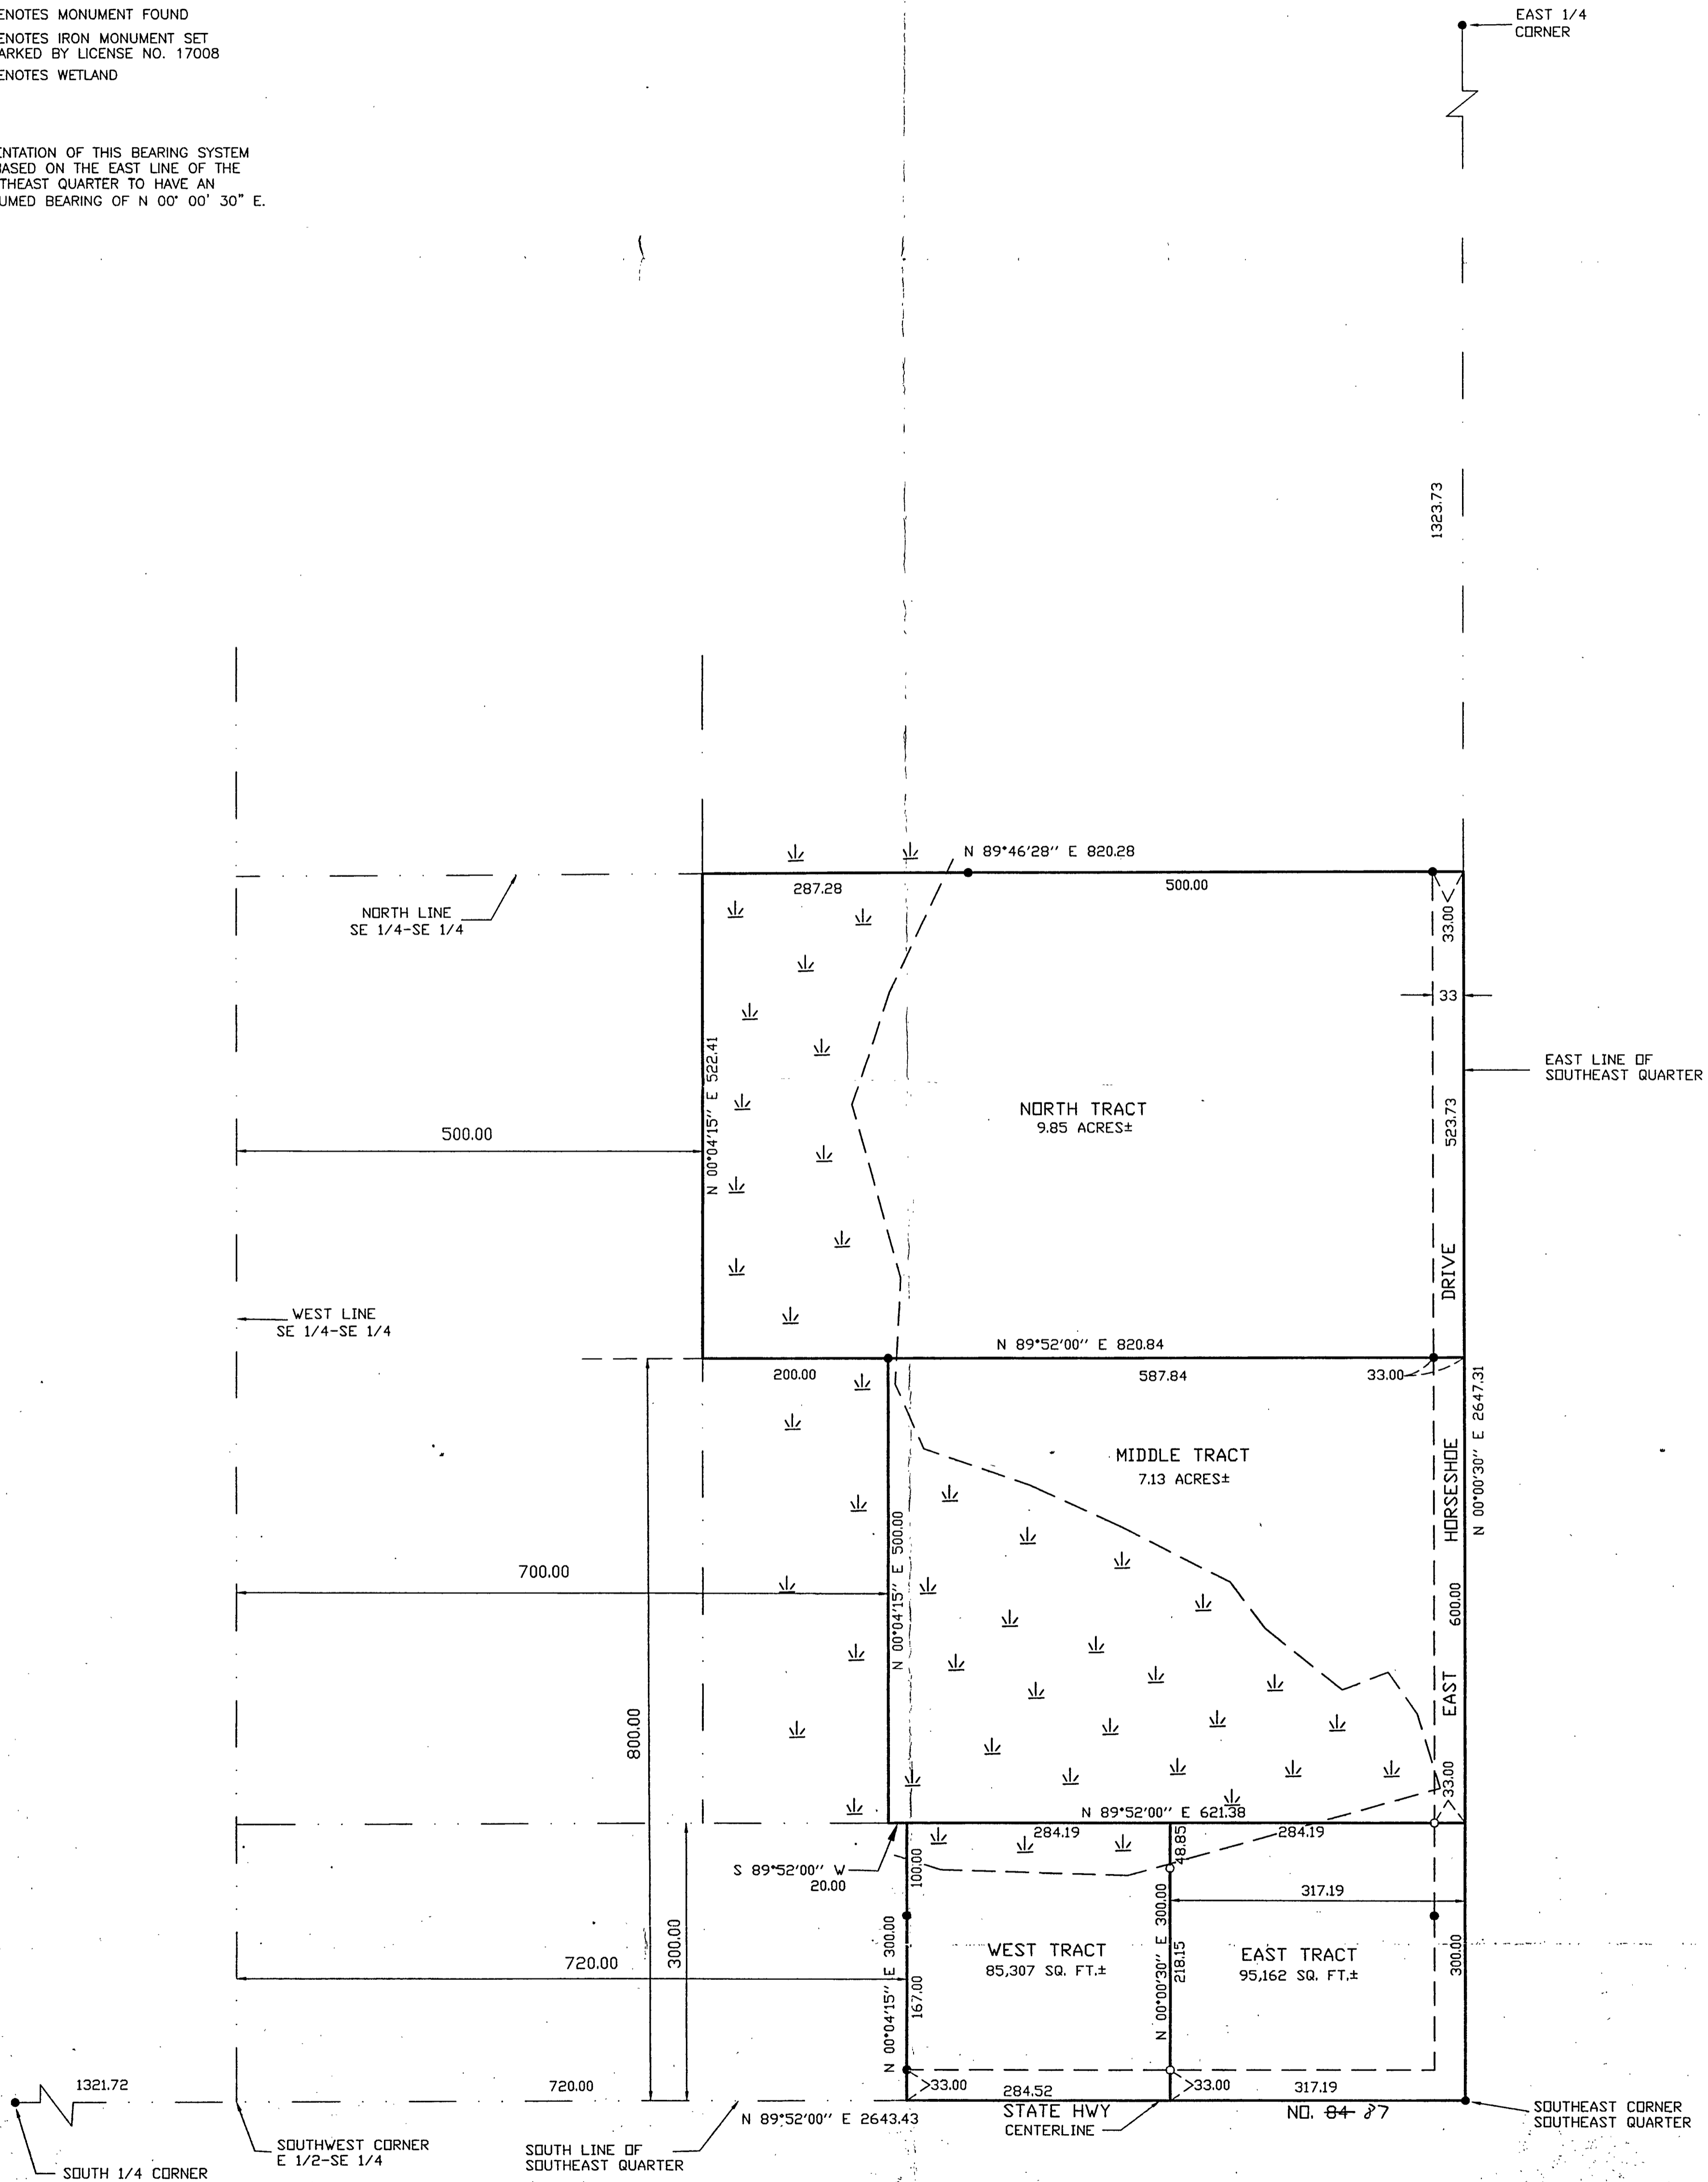 ENOTES MONUMENT FOUND
ENOTES IRON MONUMENT SET
ARKED BY LICENSE NO. 17008
ENOTES WETLAND
ENTATION OF THIS BEARING SYSTEM
BASED ON THE EAST LINE OF THE
THEAST QUARTER TO HAVE AN
UMED BEARING OF N 00° 00' 30" E.
EAST 1/4
CORNER
1323.73
N 89°46'28'' E 820.28
287.28
500.00
33.00
NORTH LINE
SE 1/4-SE 1/4
33
EAST LINE OF
SOUTHEAST QUARTER
N 00°04'15'' E 522.41
NORTH TRACT
9.85 ACRES±
523.73
500.00
DRIVE
WEST LINE
SE 1/4-SE 1/4
N 89°52'00'' E 820.84
200.00
587.84
33.00
N 00°00'30'' E 2647.31
MIDDLE TRACT
7.13 ACRES±
HORSESHOE
N 00°04'15'' E 500.00
700.00
600.00
EAST
800.00
33.00
N 89°52'00'' E 621.38
284.19
48.85
284.19
S 89°52'00'' W
20.00
100.00
317.19
300.00
N 00°04'15'' E 300.00
N 00°00'30'' E 300.00
WEST TRACT
85,307 SQ. FT.±
EAST TRACT
95,162 SQ. FT.±
300.00
720.00
167.00
218.15
1321.72
720.00
33.00
284.52
33.00
317.19
N 89°52'00'' E 2643.43
STATE HWY
NO. 84 87
CENTERLINE
SOUTHEAST CORNER
SOUTHEAST QUARTER
SOUTHWEST CORNER
E 1/2-SE 1/4
SOUTH LINE OF
SOUTHEAST QUARTER
SOUTH 1/4 CORNER